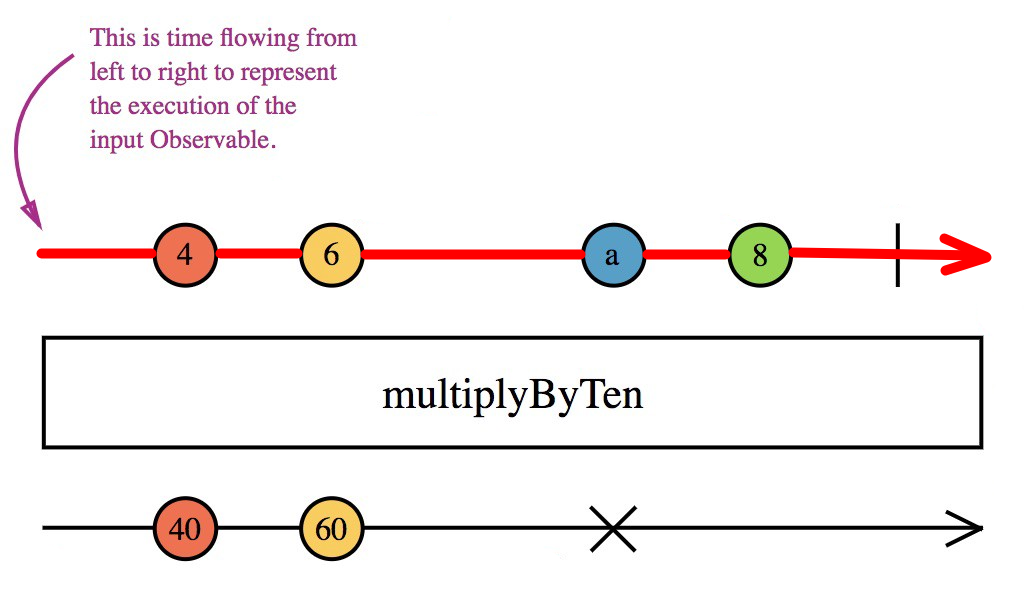 This is time flowing from
left to right to represent
the execution of the
input Observable.
4 6 a 8
multiplyByTen
40 60